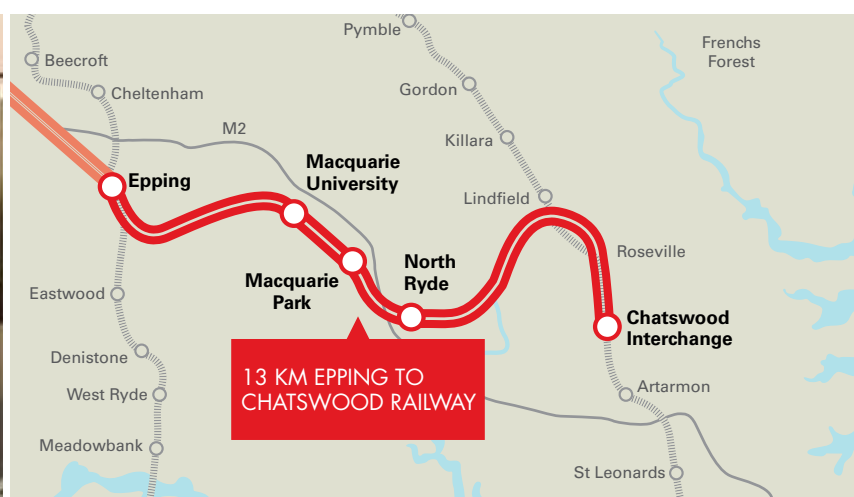 Pymble
Frenchs
Forest
Beecroft
Gordon
Cheltenham
M2
Killara
Macquarie
University
Epping
Lindfield
Roseville
North
Ryde
Macquarie
Park
Eastwood
Chatswood
Interchange
Denistone
13 KM EPPING TO
CHATSWOOD RAILWAY
West Ryde
Artarmon
Meadowbank
St Leonards